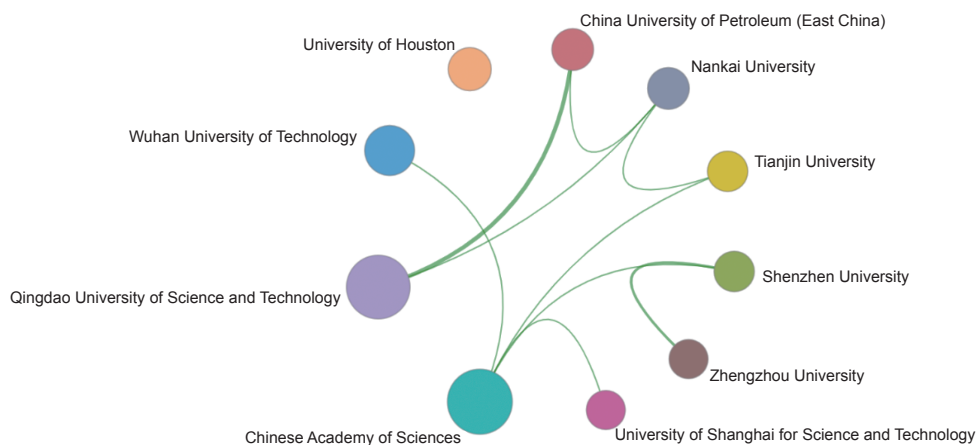 China University of Petroleum (East China)
University of Houston
Nankai University
Wuhan University of Technology
Tianjin University
Shenzhen University
Qingdao University of Science and Technology
Zhengzhou University
University of Shanghai for Science and Technology
Chinese Academy of Sciences